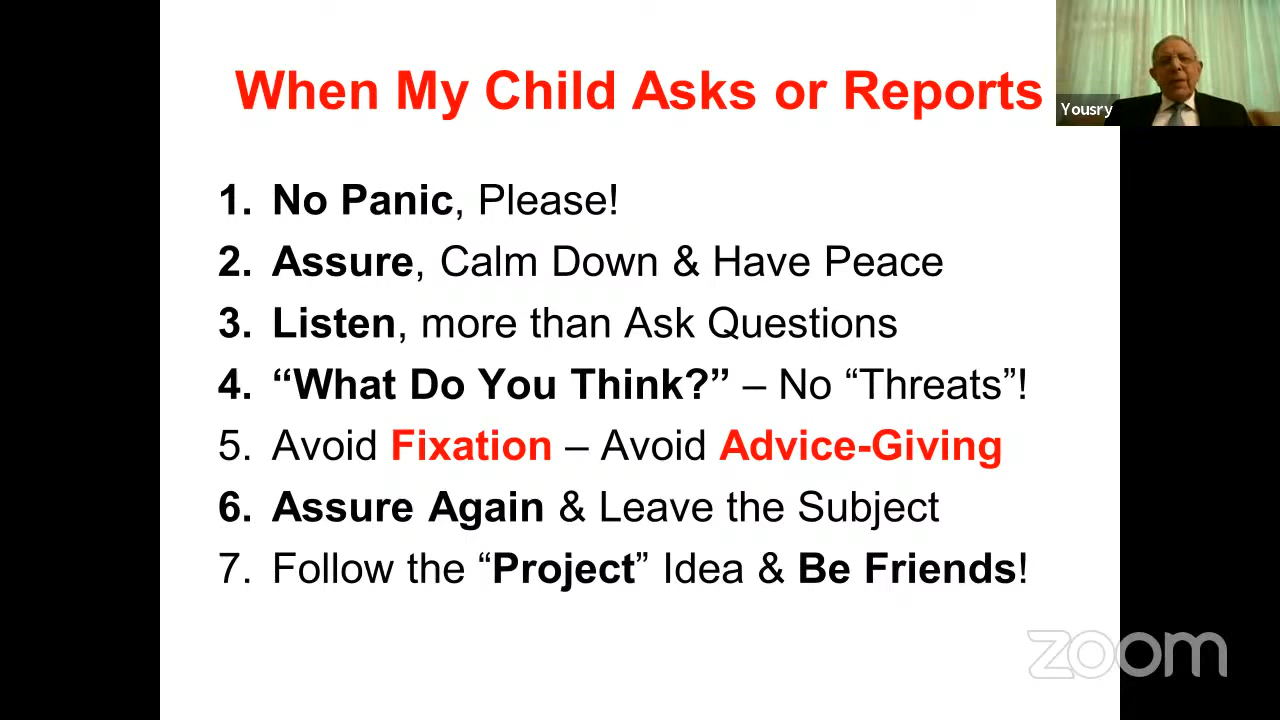 When My Child Asks or Reports
Yousry
1. No Panic, Please!
2. Assure, Calm Down & Have Peace
3. Listen, more than Ask Questions
4. “What Do You Think?” – No “Threats”!
5. Avoid Fixation – Avoid Advice-Giving
6. Assure Again & Leave the Subject
7. Follow the “Project” Idea & Be Friends!
zoom